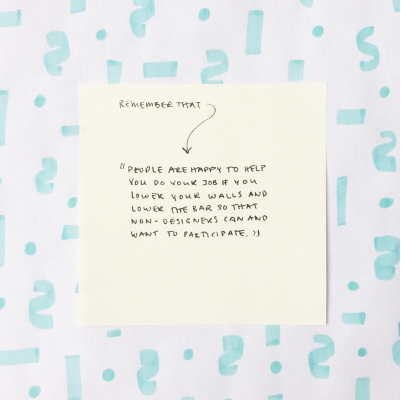 REMEMBER THAT
"PEOPLE ARE HAPPY TO HELP
YOU DO YOUR JOB IF YOU
LOWER YOUR WALLS AND
LOWER THE BAR SO THAT
NON-DESIGNERS CAN AND
WANT TO PARTICIPATE."